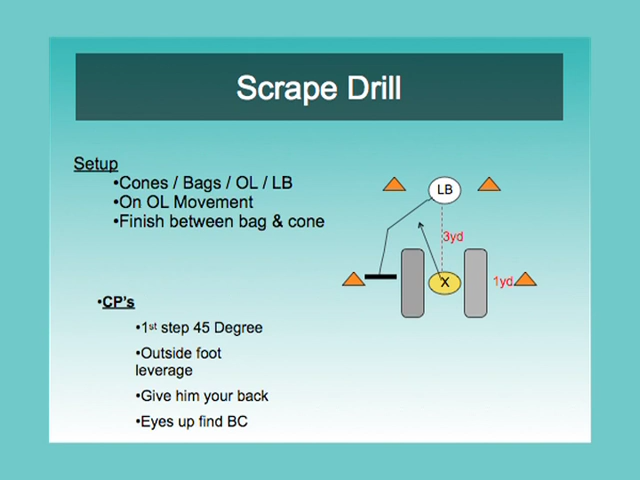 Scrape Drill
Setup
•Cones / Bags / OL / LB
•On OL Movement
•Finish between bag & cone
LB
3yd
X
1yd
•CP's
•1st step 45 Degree
•Outside foot
leverage
•Give him your back
•Eyes up find BC